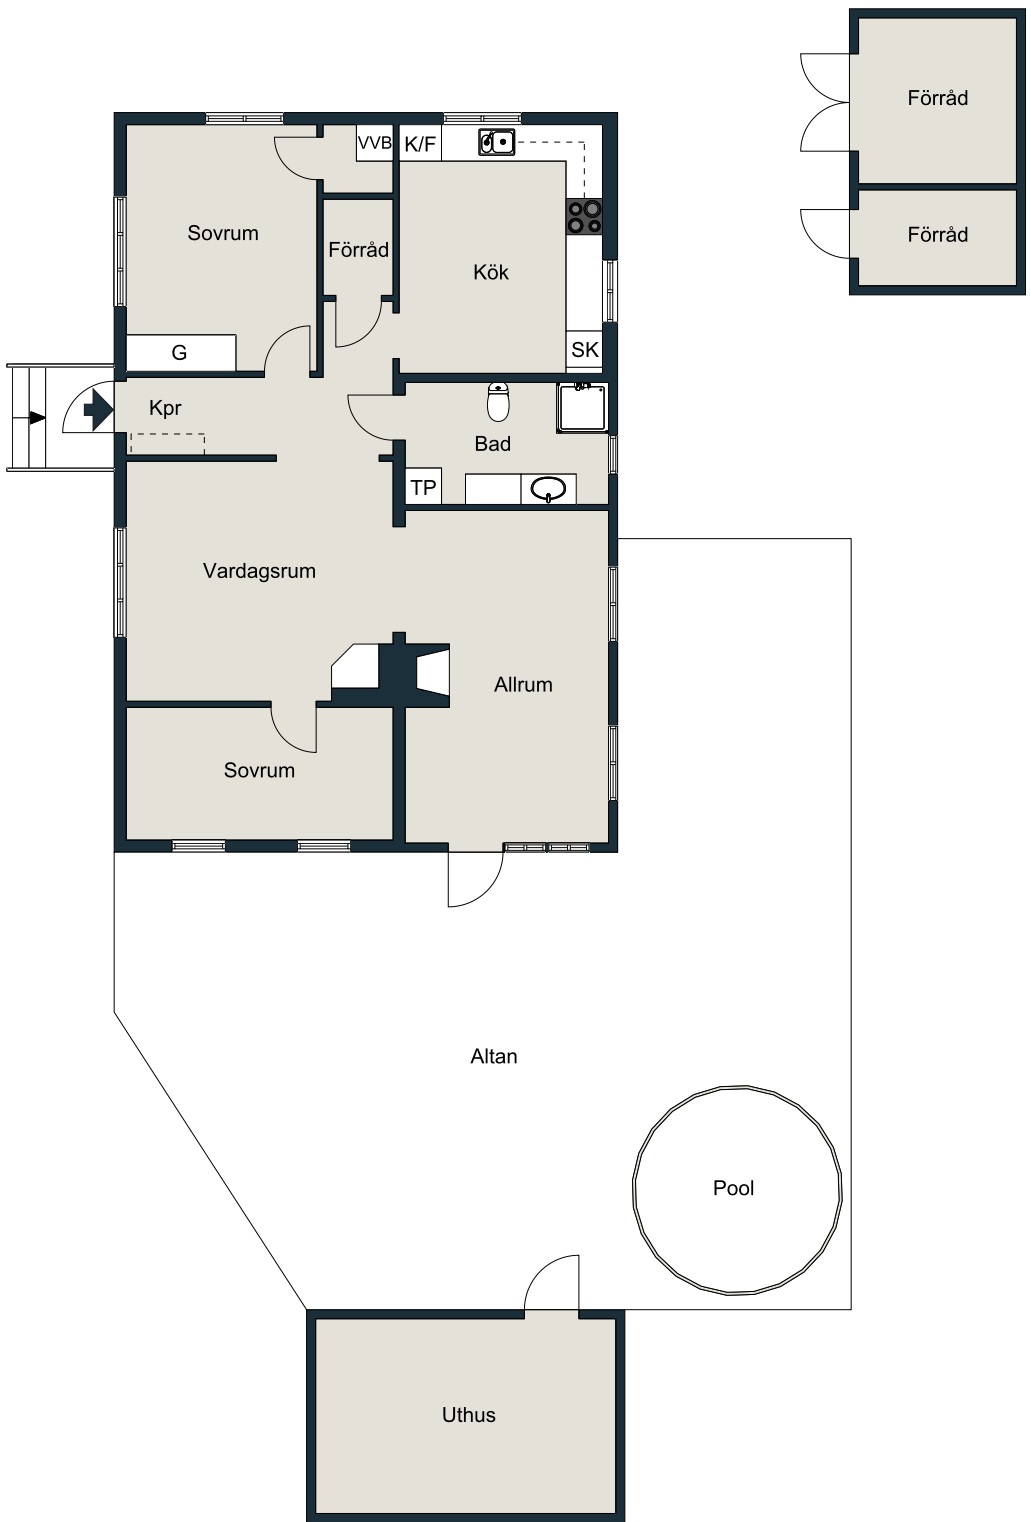 Förråd
VVB
K/F
Sovrum
Förråd
Förråd
Kök
G
SK
Kpr
Bad
TP
Vardagsrum
Allrum
Sovrum
Altan
Pool
Uthus